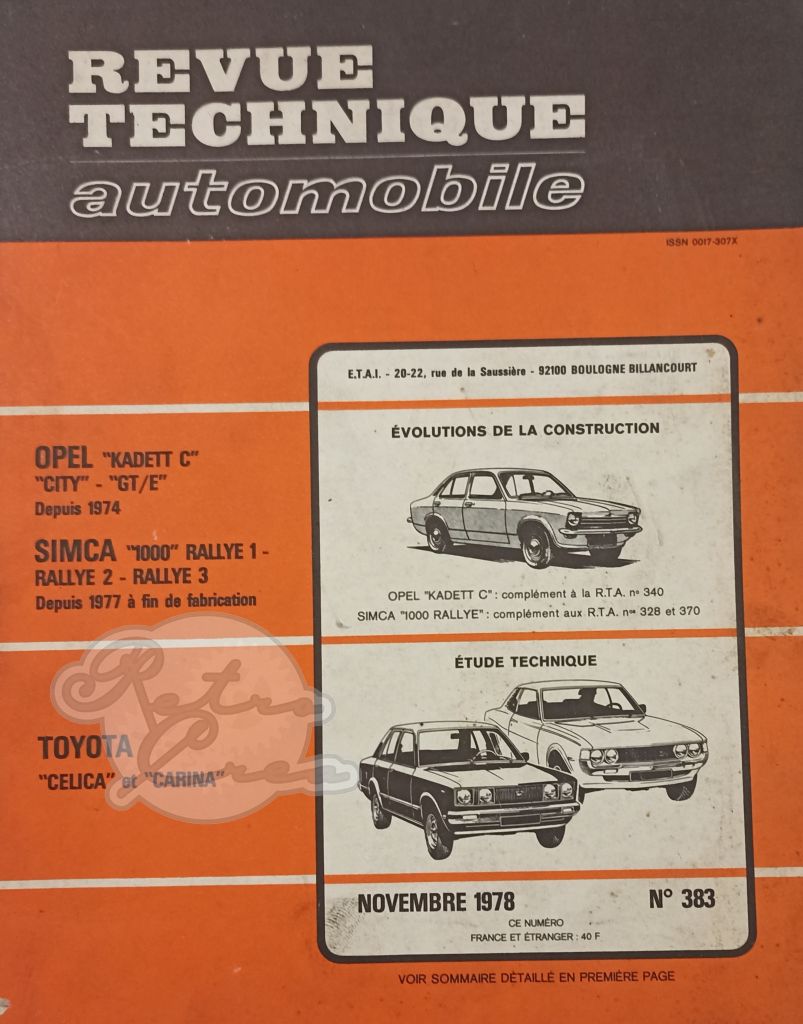 REVUE
TECHNIQUE
automobile
ISSN 0017-307X
E.T.A.I. - 20-22, rue de la Saussière - 92100 BOULOGNE BILLANCOURT
ÉVOLUTIONS DE LA CONSTRUCTION
OPEL "KADETT C"
"CITY" - "GT/E"
Depuis 1974
SIMCA "1000" RALLYE 1 -
RALLYE 2 - RALLYE 3
Depuis 1977 à fin de fabrication
OPEL "KADETT C" : complément à la R.T.A. nº 340
SIMCA "1000 RALLYE" : complément aux R.T.A. nos 328 et 370
ÉTUDE TECHNIQUE
TOYOTA
"CELICA" et "CARINA"
Retro
Crea
NOVEMBRE 1978
N° 383
CE NUMÉRO
FRANCE ET ÉTRANGER : 40 F
VOIR SOMMAIRE DÉTAILLÉ EN PREMIÈRE PAGE